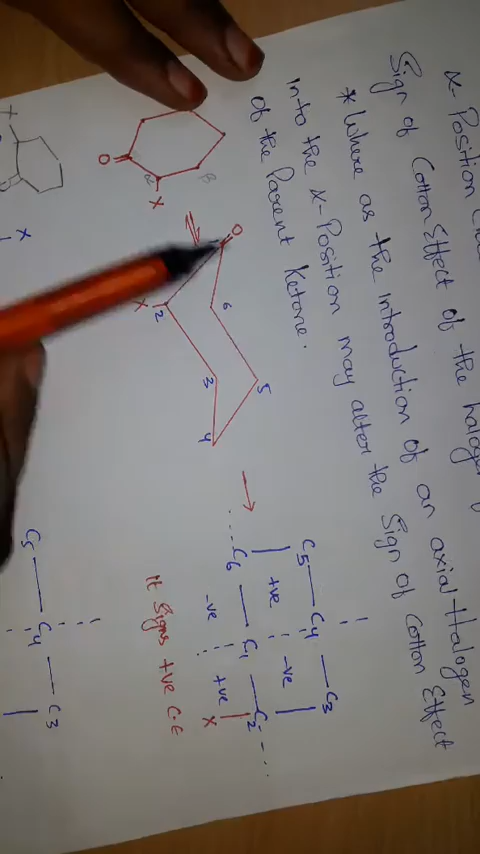 α-Position
Sign of Cotton Effect of the halogen
* Where as the introduction of an axial Halogen
into the α-Position may alter the Sign of Cotton Effect
of the Parent Ketone.
O
α
β
X
O
6
5
2
3
4
X
C5 C4 C3
+ve -ve
C6 C1 C2
-ve +ve X
It Signs +ve C.E
X
X
C5 C4 C3